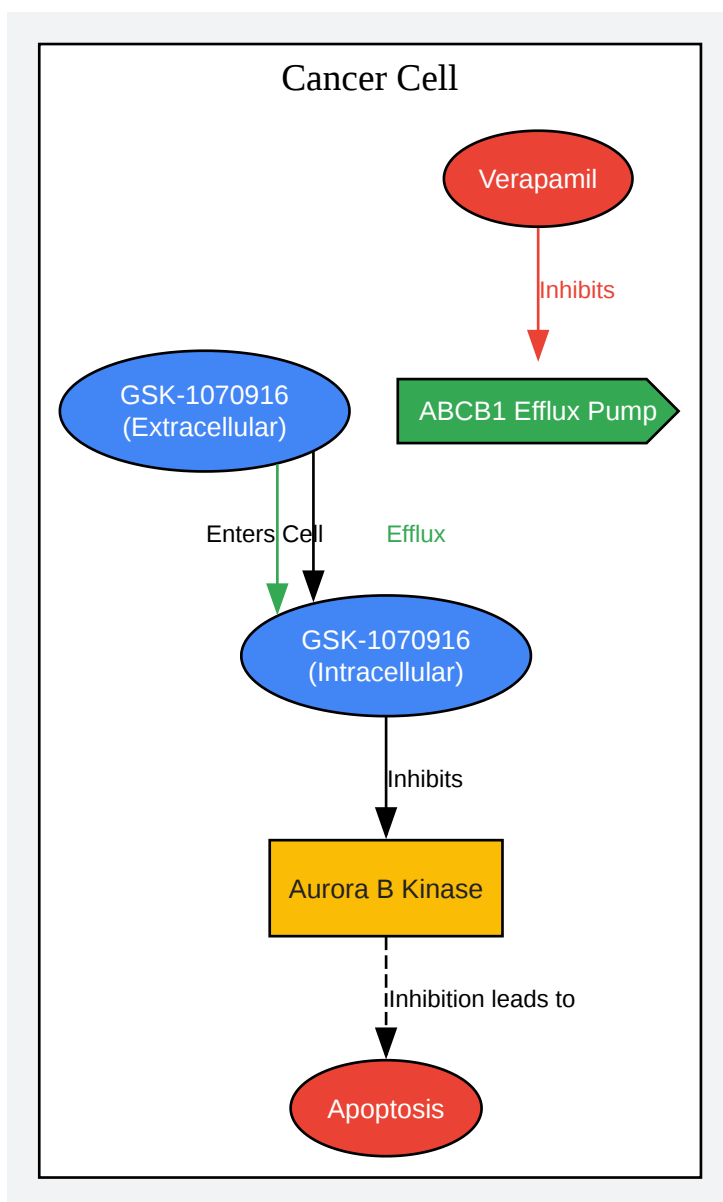 Cancer Cell
Verapamil
Inhibits
GSK-1070916
(Extracellular)
ABCB1 Efflux Pump
Enters Cell
Efflux
GSK-1070916
(Intracellular)
Inhibits
Aurora B Kinase
Inhibition leads to
Apoptosis